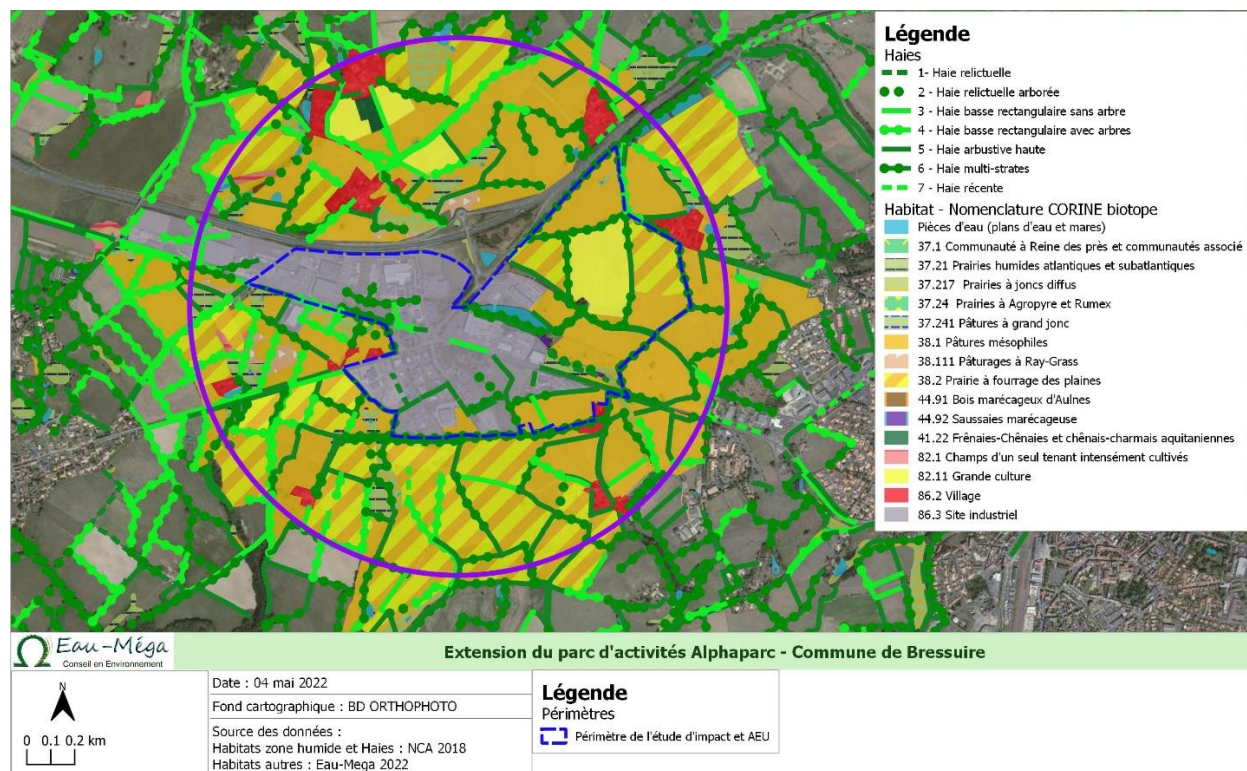 Légende
Haies
1- Haie relictuelle
2 - Haie relictuelle arborée
3 - Haie basse rectangulaire sans arbre
4 - Haie basse rectangulaire avec arbres
5 - Haie arbustive haute
6 - Haie multi-strates
7 - Haie récente
Habitat - Nomenclature CORINE biotope
Pièces d'eau (plans d'eau et mares)
37.1 Communauté à Reine des près et communautés associé
37.21 Prairies humides atlantiques et subatlantiques
37.217 Prairies à joncs diffus
37.24 Prairies à Agropyre et Rumex
37.241 Pâtures à grand jonc
38.1 Pâtures mésophiles
38.111 Pâturages à Ray-Grass
38.2 Prairie à fourrage des plaines
44.91 Bois marécageux d'Aulnes
44.92 Saussaies marécageuse
41.22 Frênaies-Chênaies et chênais-charmais aquitaniennes
82.1 Champs d'un seul tenant intensément cultivés
82.11 Grande culture
86.2 Village
86.3 Site industriel
Eau-Méga
Conseil en Environnement
Extension du parc d'activités Alphaparc - Commune de Bressuire
N
0 0.1 0.2 km
Date : 04 mai 2022
Fond cartographique : BD ORTHOPHOTO
Source des données :
Habitats zone humide et Haies : NCA 2018
Habitats autres : Eau-Mega 2022
Légende
Périmètres
Périmètre de l'étude d'impact et AEU